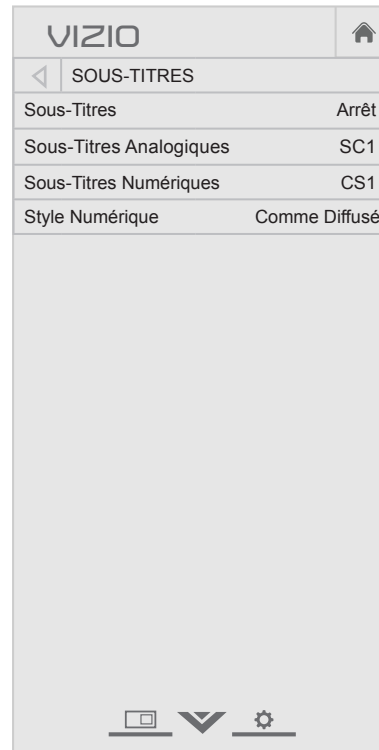 VIZIO
SOUS-TITRES
Sous-Titres Arrêt
Sous-Titres Analogiques SC1
Sous-Titres Numériques CS1
Style Numérique Comme Diffusé